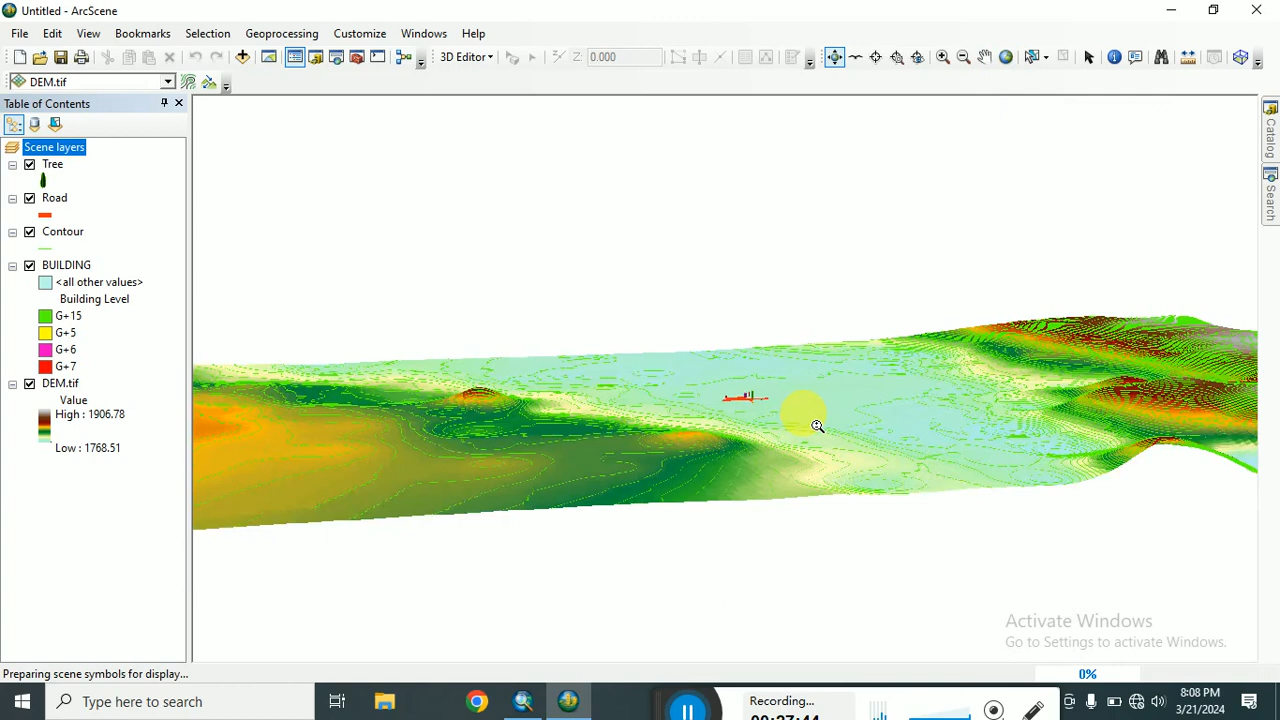 Untitled - ArcScene
File Edit View Bookmarks Selection Geoprocessing Customize Windows Help
3D Editor Z: 0.000
DEM.tif
Table of Contents
Scene layers
Tree
Road
Contour
BUILDING
<all other values>
Building Level
G+15
G+5
G+6
G+7
DEM.tif
Value
High : 1906.78
Low : 1768.51
Catalog
Search
Activate Windows
Go to Settings to activate Windows.
Preparing scene symbols for display...
0%
Type here to search
Recording...
00:27:44
8:08 PM
3/21/2024